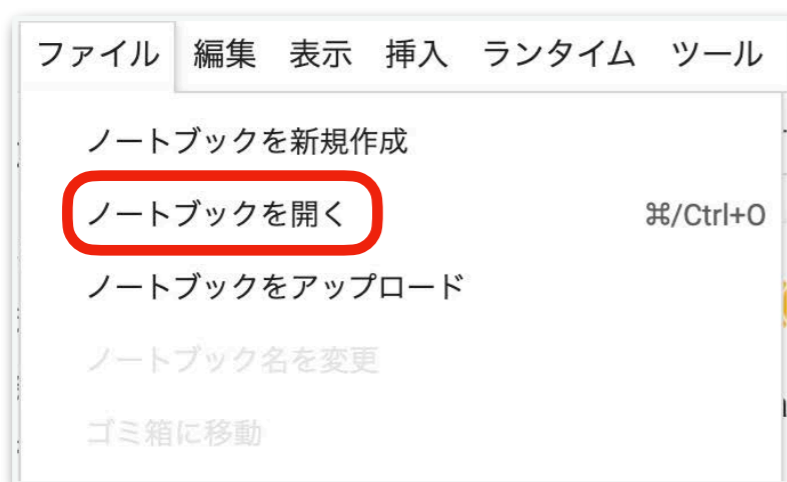 ファイル 編集 表示 挿入 ランタイム ツール
ノートブックを新規作成
ノートブックを開く ⌘/Ctrl+O
ノートブックをアップロード
ノートブック名を変更
ゴミ箱に移動